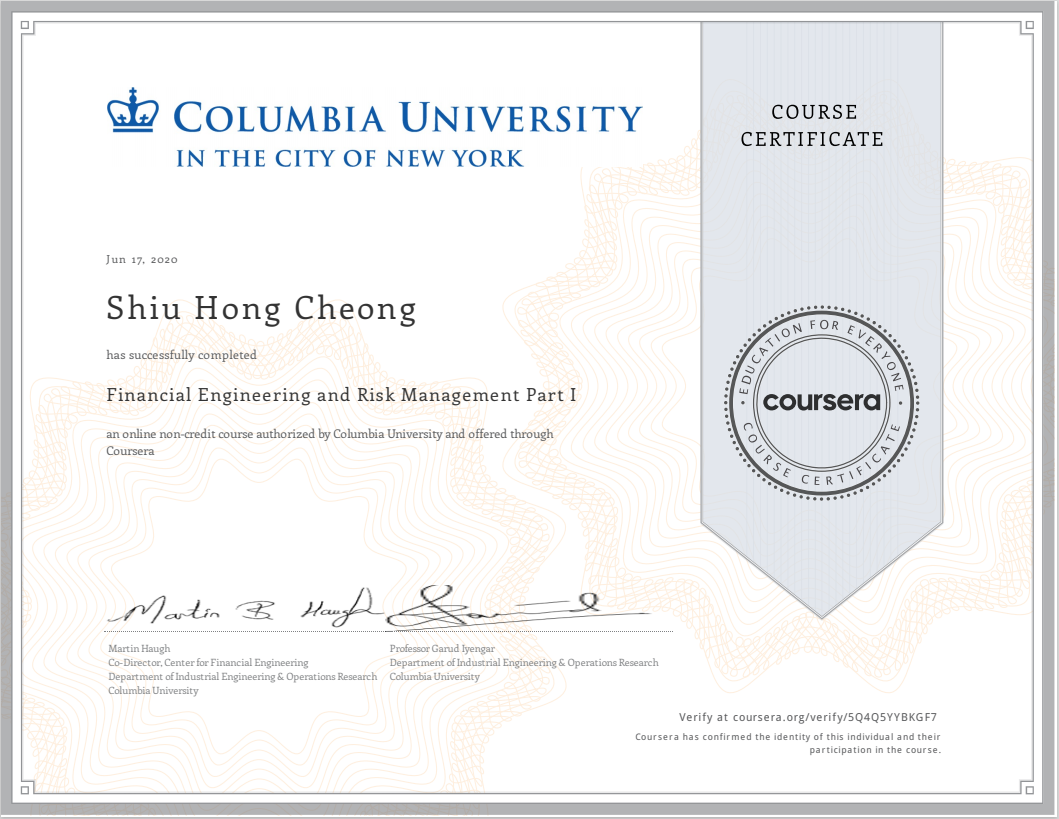 COLUMBIA UNIVERSITY
IN THE CITY OF NEW YORK
COURSE
CERTIFICATE
Jun 17, 2020
Shiu Hong Cheong
has successfully completed
Financial Engineering and Risk Management Part I
an online non-credit course authorized by Columbia University and offered through
Coursera
EDUCATION FOR EVERYONE
coursera
COURSE CERTIFICATE
Martin B. Haugh
Martin Haugh
Co-Director, Center for Financial Engineering
Department of Industrial Engineering & Operations Research
Columbia University
Professor Garud Iyengar
Department of Industrial Engineering & Operations Research
Columbia University
Verify at coursera.org/verify/5Q4Q5YYBKGF7
Coursera has confirmed the identity of this individual and their
participation in the course.